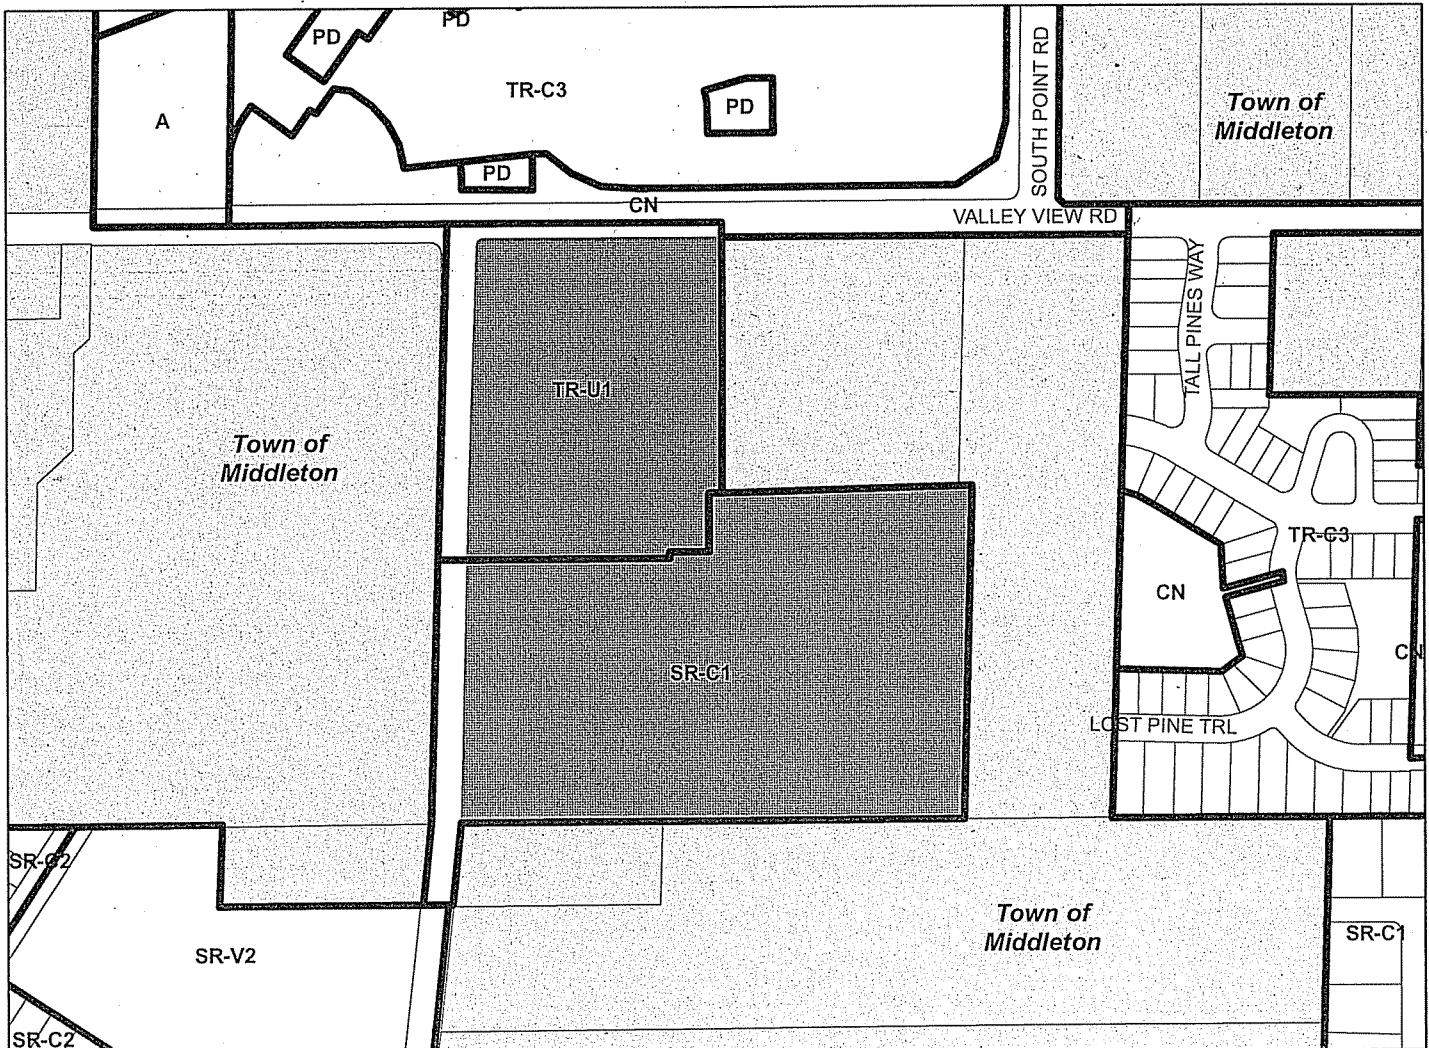 PD
PD
TR-C3
PD
A
PD
CN
SOUTH POINT RD
Town of
Middleton
VALLEY VIEW RD
TALL PINES WAY
TR-U1
Town of
Middleton
TR-C3
CN
CN
SR-C1
LOST PINE TRL
SR-C2
SR-V2
Town of
Middleton
SR-C1
SR-C2